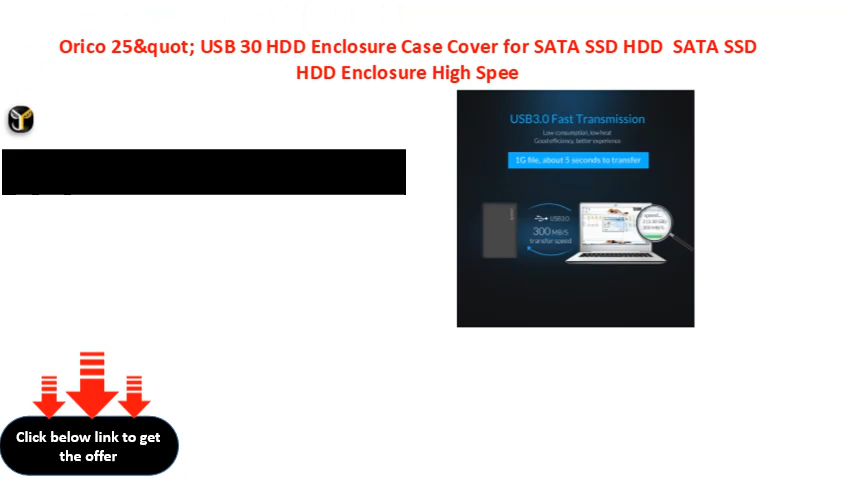 Orico 25&quot; USB 30 HDD Enclosure Case Cover for SATA SSD HDD  SATA SSD
HDD Enclosure High Spee
USB3.0 Fast Transmission
Low consumption, low heat
Good efficiency, better experience
1G file, about 5 seconds to transfer
USB3.0
300 MB/S
transfer speed
speed...
Click below link to get
the offer